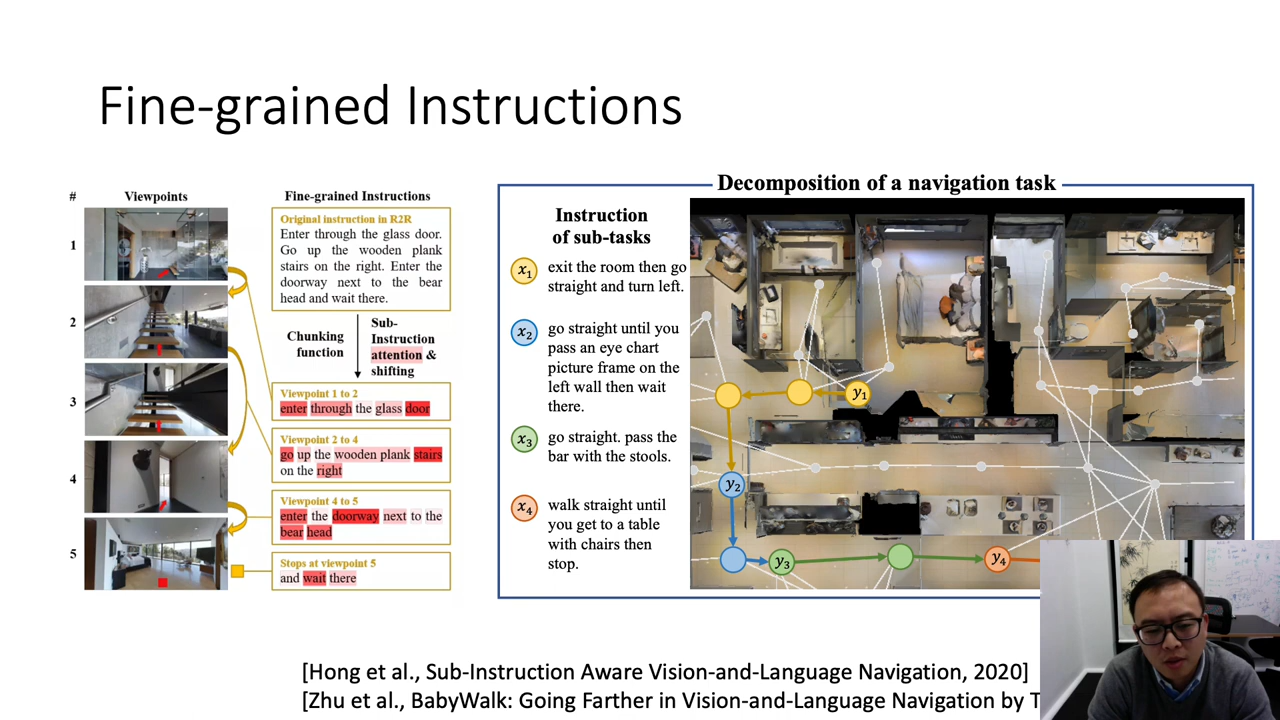 Fine-grained Instructions
#
Viewpoints
1
2
3
4
5
Fine-grained Instructions
Original instruction in R2R
Enter through the glass door.
Go up the wooden plank
stairs on the right. Enter the
doorway next to the bear
head and wait there.
Chunking
function
Sub-
Instruction
attention &
shifting
Viewpoint 1 to 2
enter through the glass door
Viewpoint 2 to 4
go up the wooden plank stairs
on the right
Viewpoint 4 to 5
enter the doorway next to the
bear head
Stops at viewpoint 5
and wait there
Decomposition of a navigation task
Instruction
of sub-tasks
x1 exit the room then go
straight and turn left.
x2 go straight until you
pass an eye chart
picture frame on the
left wall then wait
there.
x3 go straight. pass the
bar with the stools.
x4 walk straight until
you get to a table
with chairs then
stop.
y1
y2
y3
y4
[Hong et al., Sub-Instruction Aware Vision-and-Language Navigation, 2020]
[Zhu et al., BabyWalk: Going Farther in Vision-and-Language Navigation by T